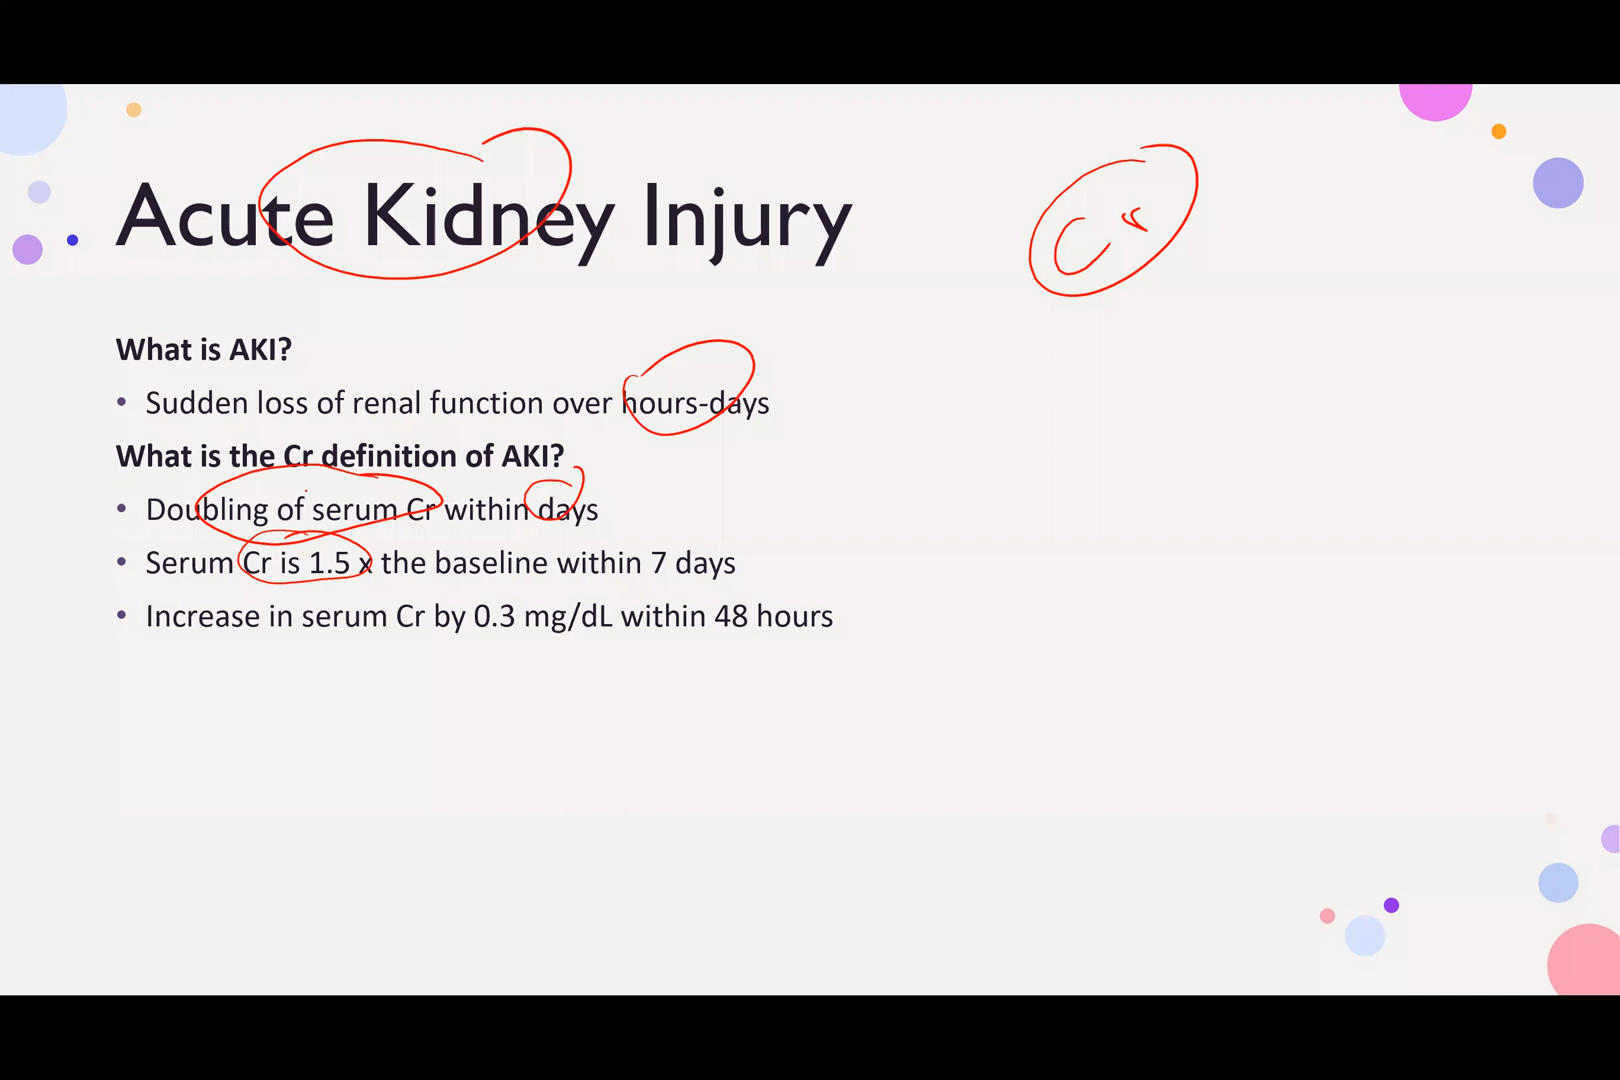 Acute Kidney Injury
Cr
What is AKI?
• Sudden loss of renal function over hours-days
What is the Cr definition of AKI?
• Doubling of serum Cr within days
• Serum Cr is 1.5 x the baseline within 7 days
• Increase in serum Cr by 0.3 mg/dL within 48 hours